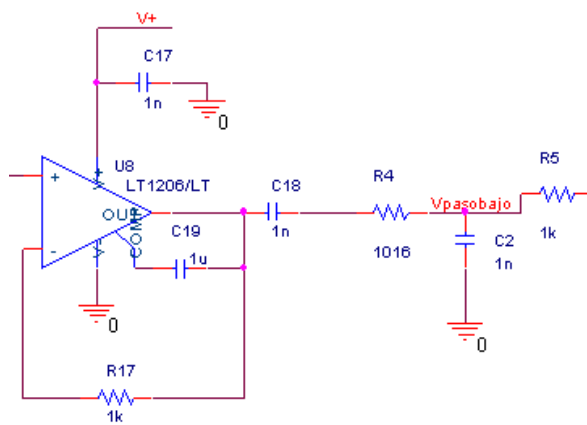 V+
C17
1n
0
U8
LT1206/LT
+
V+
OUT
COMP
V-
-
C19
1u
0
C18
1n
R4
1016
Vpasobajo
C2
1n
0
R5
1k
R17
1k